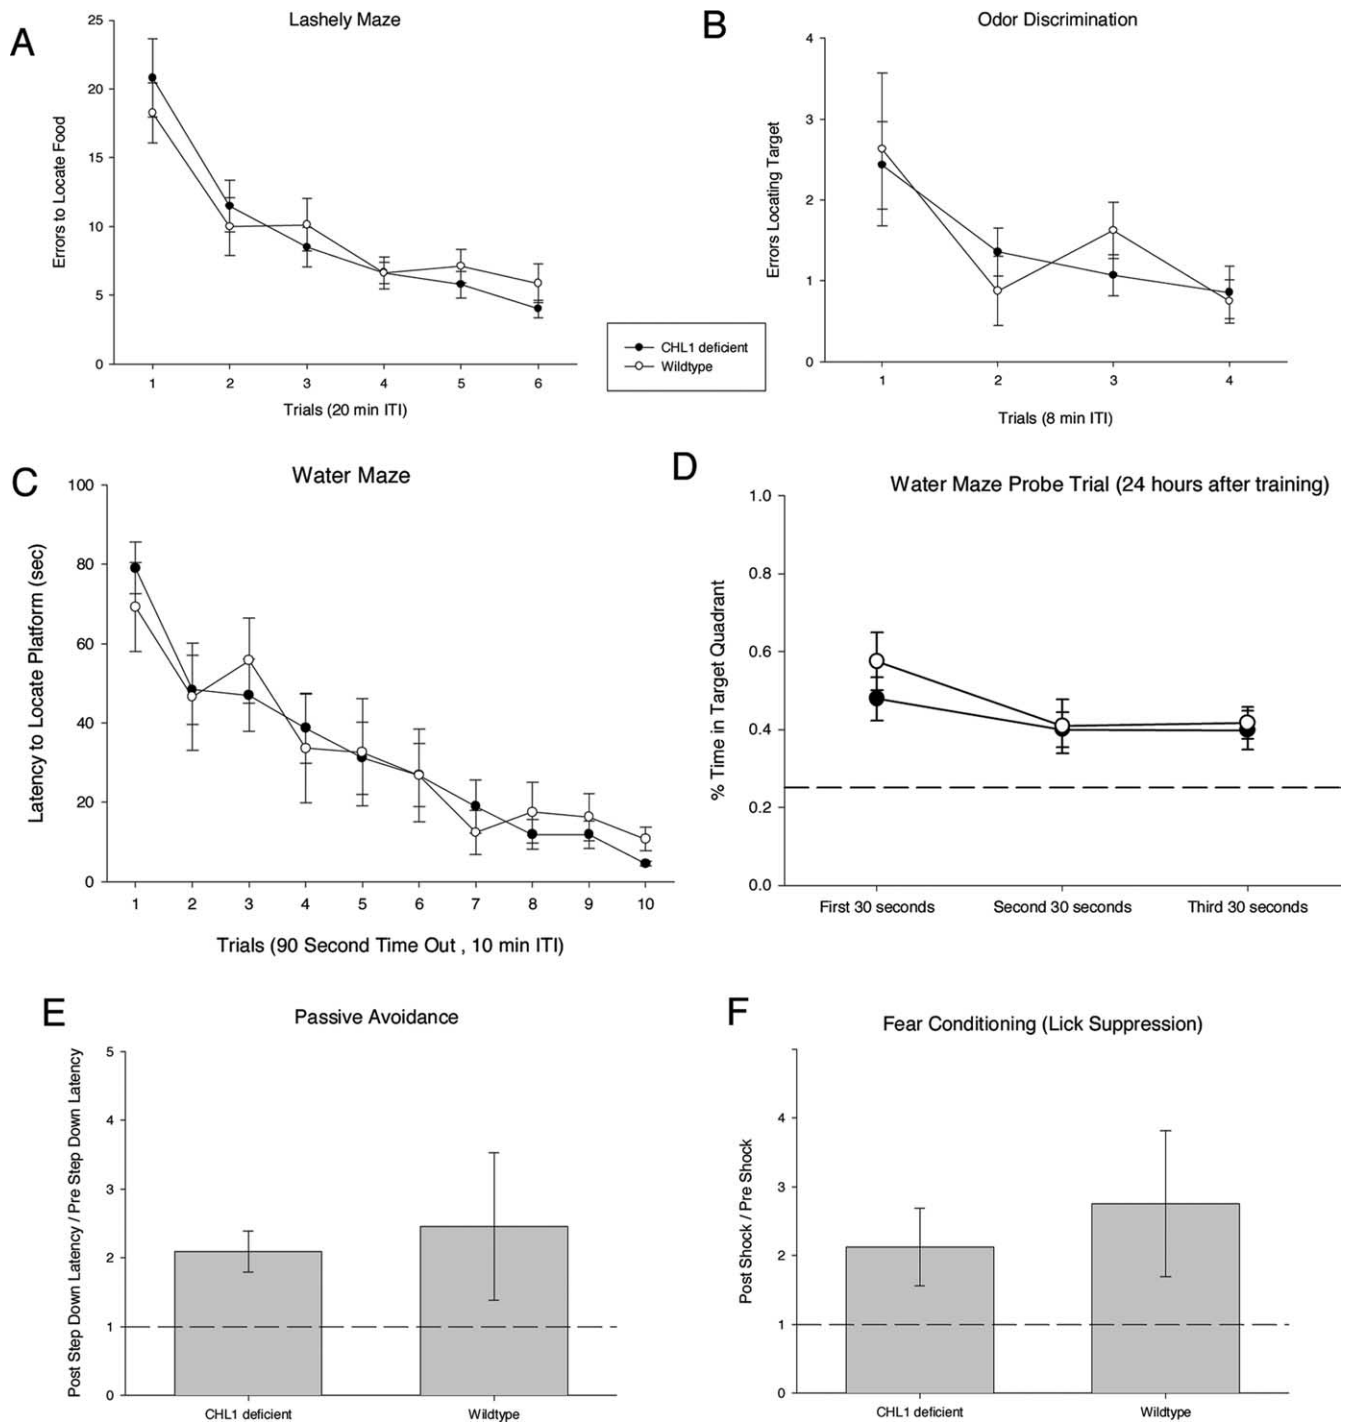 A
Lashely Maze
25
20
15
10
5
0
Errors to Locate Food
1 2 3 4 5 6
Trials (20 min ITI)
B
Odor Discrimination
4
3
2
1
0
Errors Locating Target
1 2 3 4
Trials (8 min ITI)
CHL1 deficient
Wildtype
C
Water Maze
100
80
60
40
20
0
Latency to Locate Platform (sec)
1 2 3 4 5 6 7 8 9 10
Trials (90 Second Time Out , 10 min ITI)
D
Water Maze Probe Trial (24 hours after training)
1.0
0.8
0.6
0.4
0.2
0.0
% Time in Target Quadrant
First 30 seconds Second 30 seconds Third 30 seconds
E
Passive Avoidance
5
4
3
2
1
0
Post Step Down Latency / Pre Step Down Latency
CHL1 deficient Wildtype
F
Fear Conditioning (Lick Suppression)
4
3
2
1
0
Post Shock / Pre Shock
CHL1 deficient Wildtype